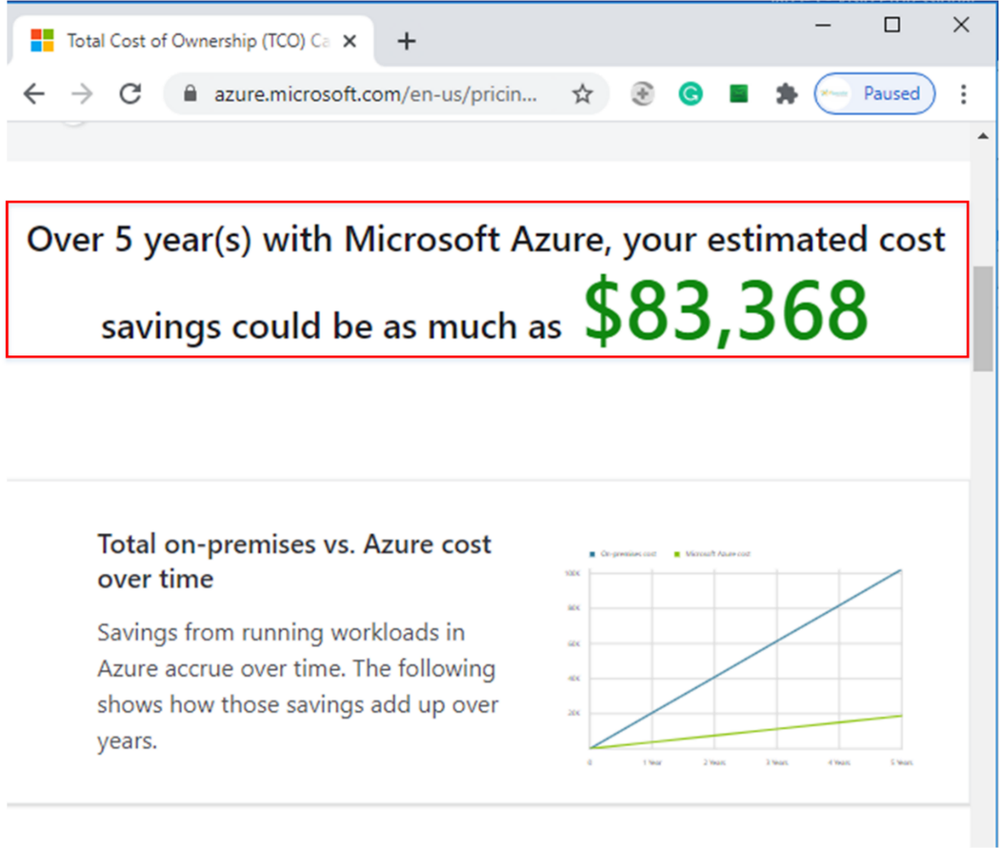 Total Cost of Ownership (TCO) Ca
azure.microsoft.com/en-us/pricin...
Paused
Over 5 year(s) with Microsoft Azure, your estimated cost
savings could be as much as $83,368
Total on-premises vs. Azure cost
over time
Savings from running workloads in
Azure accrue over time. The following
shows how those savings add up over
years.
On-premises cost Microsoft Azure cost
100K
80K
60K
40K
20K
0 1 Year 2 Years 3 Years 4 Years 5 Years